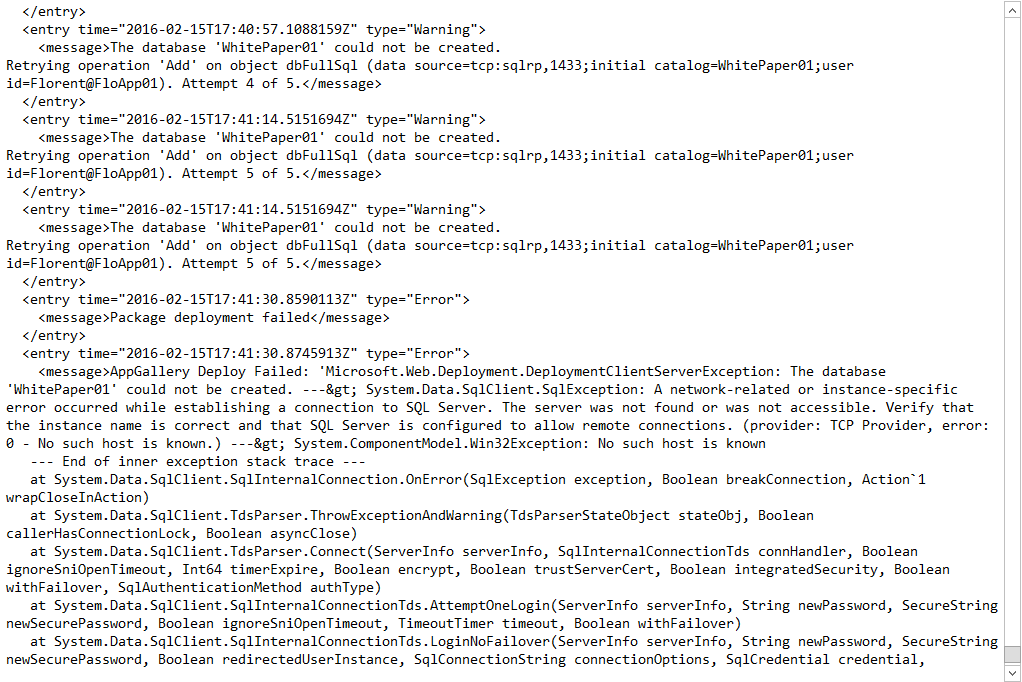 </entry>
<entry time="2016-02-15T17:40:57.1088159Z" type="Warning">
<message>The database 'WhitePaper01' could not be created.
Retrying operation 'Add' on object dbFullSql (data source=tcp:sqlrp,1433;initial catalog=WhitePaper01;user
id=Florent@FloApp01). Attempt 4 of 5.</message>
</entry>
<entry time="2016-02-15T17:41:14.5151694Z" type="Warning">
<message>The database 'WhitePaper01' could not be created.
Retrying operation 'Add' on object dbFullSql (data source=tcp:sqlrp,1433;initial catalog=WhitePaper01;user
id=Florent@FloApp01). Attempt 5 of 5.</message>
</entry>
<entry time="2016-02-15T17:41:14.5151694Z" type="Warning">
<message>The database 'WhitePaper01' could not be created.
Retrying operation 'Add' on object dbFullSql (data source=tcp:sqlrp,1433;initial catalog=WhitePaper01;user
id=Florent@FloApp01). Attempt 5 of 5.</message>
</entry>
<entry time="2016-02-15T17:41:30.8590113Z" type="Error">
<message>Package deployment failed</message>
</entry>
<entry time="2016-02-15T17:41:30.8745913Z" type="Error">
<message>AppGallery Deploy Failed: 'Microsoft.Web.Deployment.DeploymentClientServerException: The database
'WhitePaper01' could not be created. ---&gt; System.Data.SqlClient.SqlException: A network-related or instance-specific
error occurred while establishing a connection to SQL Server. The server was not found or was not accessible. Verify that
the instance name is correct and that SQL Server is configured to allow remote connections. (provider: TCP Provider, error:
0 - No such host is known.) ---&gt; System.ComponentModel.Win32Exception: No such host is known
--- End of inner exception stack trace ---
at System.Data.SqlClient.SqlInternalConnection.OnError(SqlException exception, Boolean breakConnection, Action`1
wrapCloseInAction)
at System.Data.SqlClient.TdsParser.ThrowExceptionAndWarning(TdsParserStateObject stateObj, Boolean
callerHasConnectionLock, Boolean asyncClose)
at System.Data.SqlClient.TdsParser.Connect(ServerInfo serverInfo, SqlInternalConnectionTds connHandler, Boolean
ignoreSniOpenTimeout, Int64 timerExpire, Boolean encrypt, Boolean trustServerCert, Boolean integratedSecurity, Boolean
withFailover, SqlAuthenticationMethod authType)
at System.Data.SqlClient.SqlInternalConnectionTds.AttemptOneLogin(ServerInfo serverInfo, String newPassword, SecureString
newSecurePassword, Boolean ignoreSniOpenTimeout, TimeoutTimer timeout, Boolean withFailover)
at System.Data.SqlClient.SqlInternalConnectionTds.LoginNoFailover(ServerInfo serverInfo, String newPassword, SecureString
newSecurePassword, Boolean redirectedUserInstance, SqlConnectionString connectionOptions, SqlCredential credential,